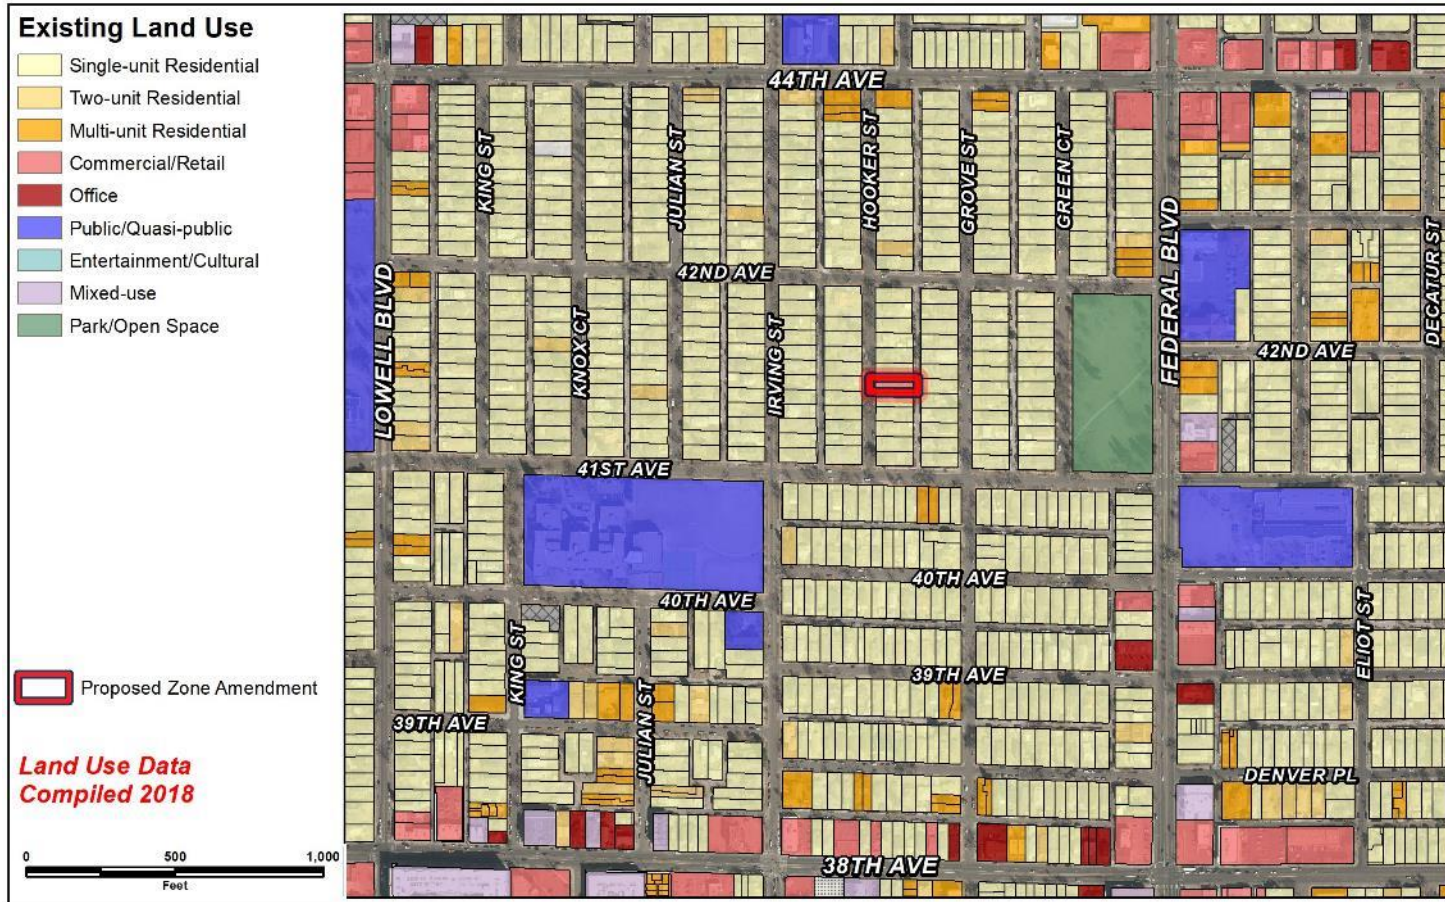 Existing Land Use
Single-unit Residential
Two-unit Residential
Multi-unit Residential
Commercial/Retail
Office
Public/Quasi-public
Entertainment/Cultural
Mixed-use
Park/Open Space
Proposed Zone Amendment
Land Use Data
Compiled 2018
0 500 1,000
Feet
44TH AVE
KING ST
JULIAN ST
HOOKER ST
GROVE ST
GREEN CT
FEDERAL BLVD
DECATUR ST
LOWELL BLVD
42ND AVE
KNOX CT
IRVING ST
42ND AVE
41ST AVE
40TH AVE
40TH AVE
KING ST
JULIAN ST
39TH AVE
ELIOT ST
39TH AVE
DENVER PL
38TH AVE